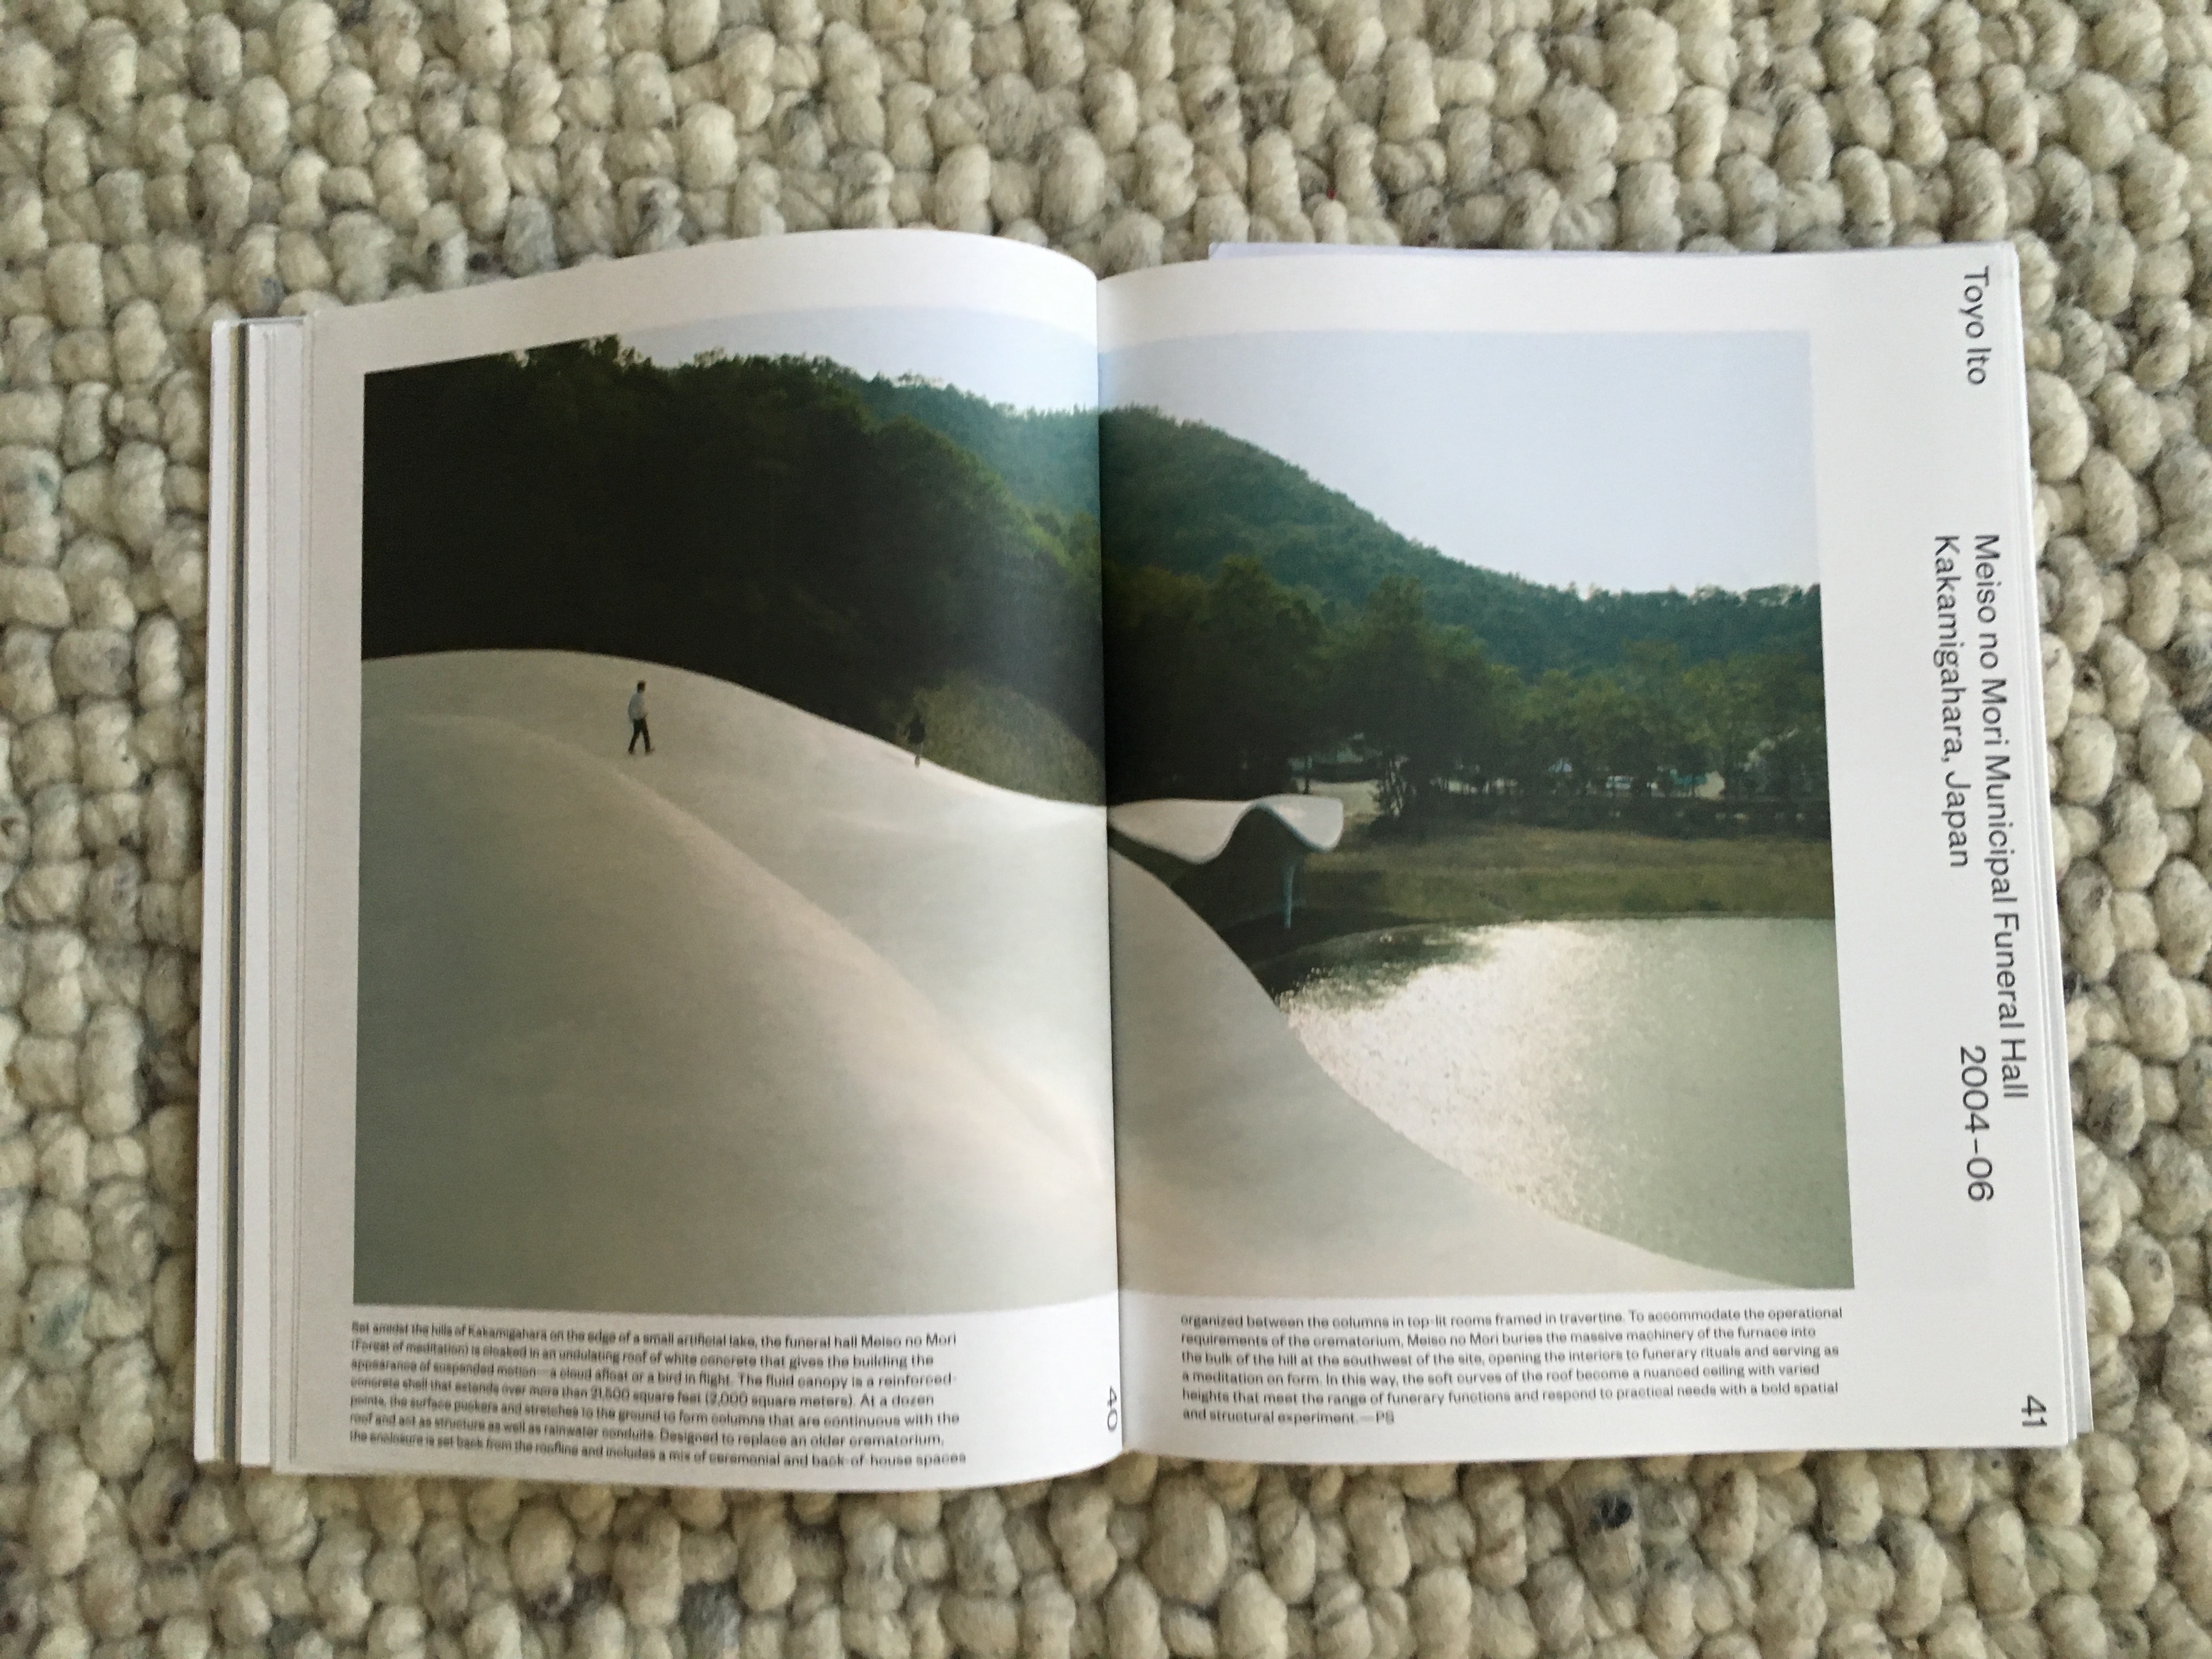 Toyo Ito
Meiso no Mori Municipal Funeral Hall
Kakamigahara, Japan
2004–06
Set amidst the hills of Kakamigahara on the edge of a small artificial lake, the funeral hall Meiso no Mori
(Forest of meditation) is cloaked in an undulating roof of white concrete that gives the building the
appearance of suspended motion—a cloud afloat or a bird in flight. The fluid canopy is a reinforced-
concrete shell that extends over more than 21,500 square feet (2,000 square meters). At a dozen
points, the surface puckers and stretches to the ground to form columns that are continuous with the
roof and act as structure as well as rainwater conduits. Designed to replace an older crematorium,
the enclosure is set back from the roofline and includes a mix of ceremonial and back-of-house spaces
40
organized between the columns in top-lit rooms framed in travertine. To accommodate the operational
requirements of the crematorium, Meiso no Mori buries the massive machinery of the furnace into
the bulk of the hill at the southwest of the site, opening the interiors to funerary rituals and serving as
a meditation on form. In this way, the soft curves of the roof become a nuanced ceiling with varied
heights that meet the range of funerary functions and respond to practical needs with a bold spatial
and structural experiment.—PS
41